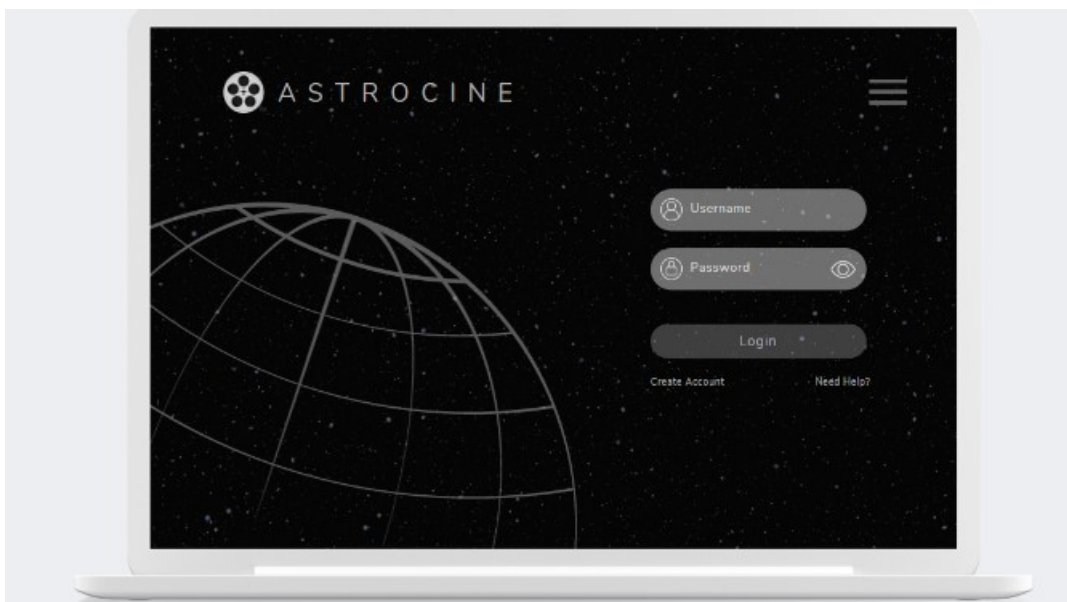 ASTROCINE
Username
Password
Login
Create Account
Need Help?